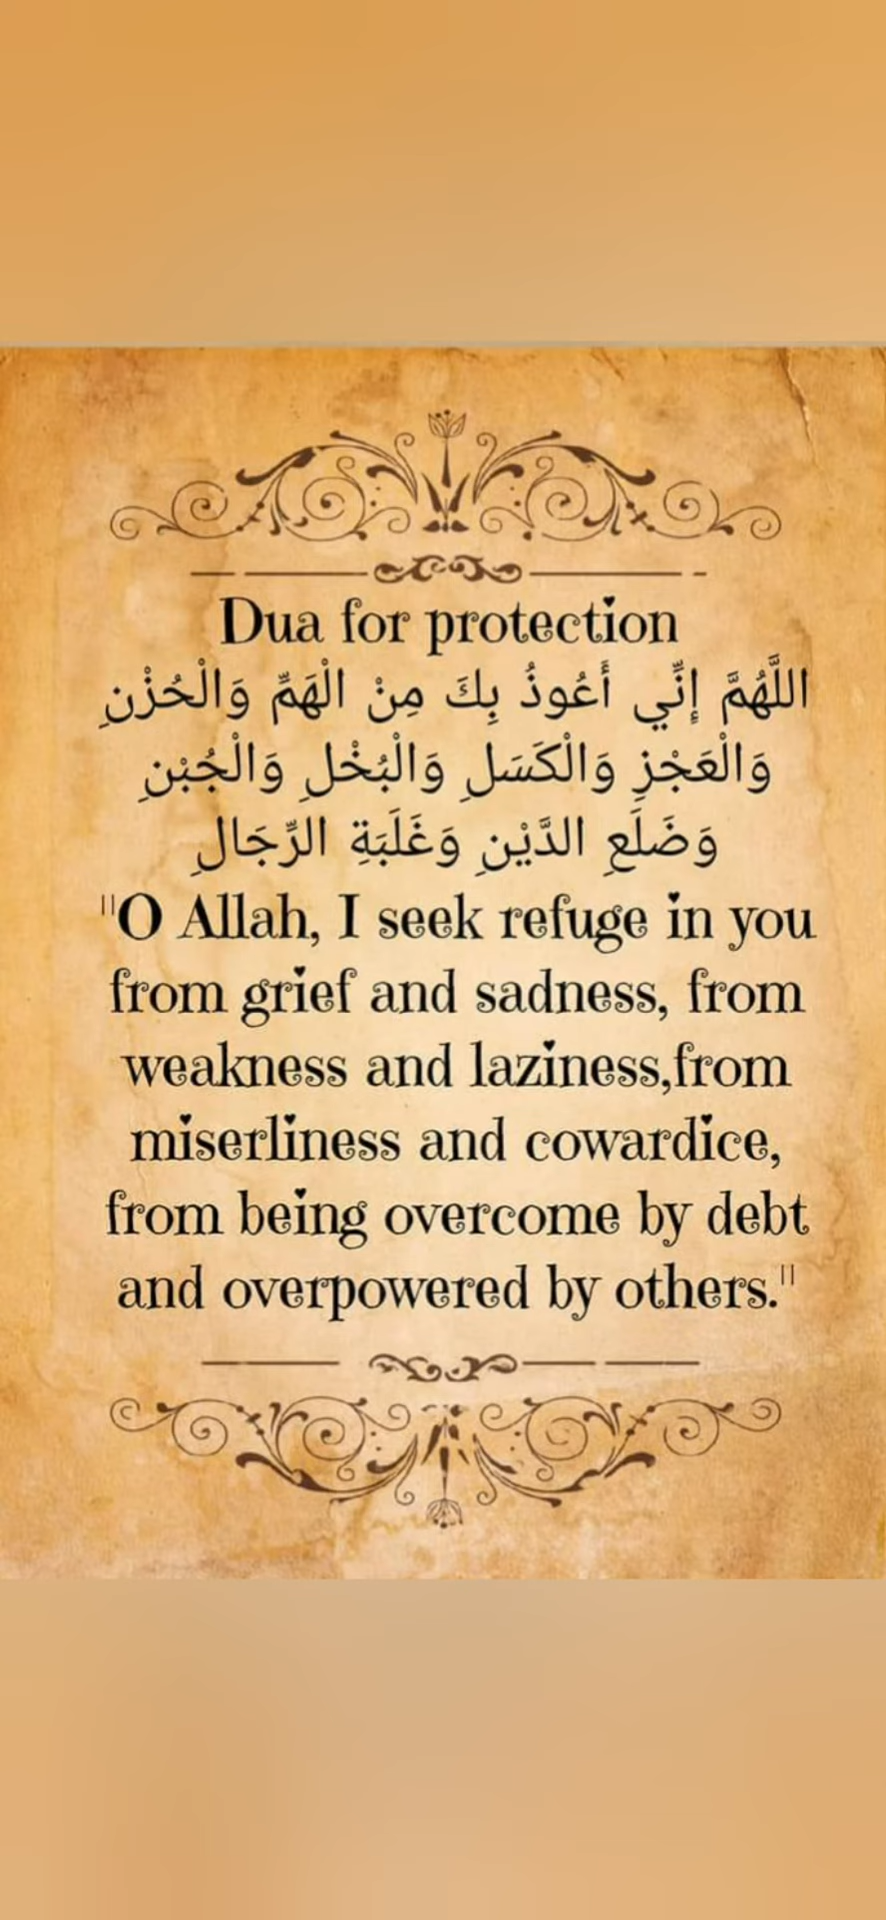 Dua for protection
اللَّهُمَّ إِنِّي أَعُوذُ بِكَ مِنْ الْهَمِّ وَالْحُزْنِ
وَالْعَجْزِ وَالْكَسَلِ وَالْبُخْلِ وَالْجُبْنِ
وَضَلَعِ الدَّيْنِ وَغَلَبَةِ الرِّجَالِ
"O Allah, I seek refuge in you
from grief and sadness, from
weakness and laziness,from
miserliness and cowardice,
from being overcome by debt
and overpowered by others."